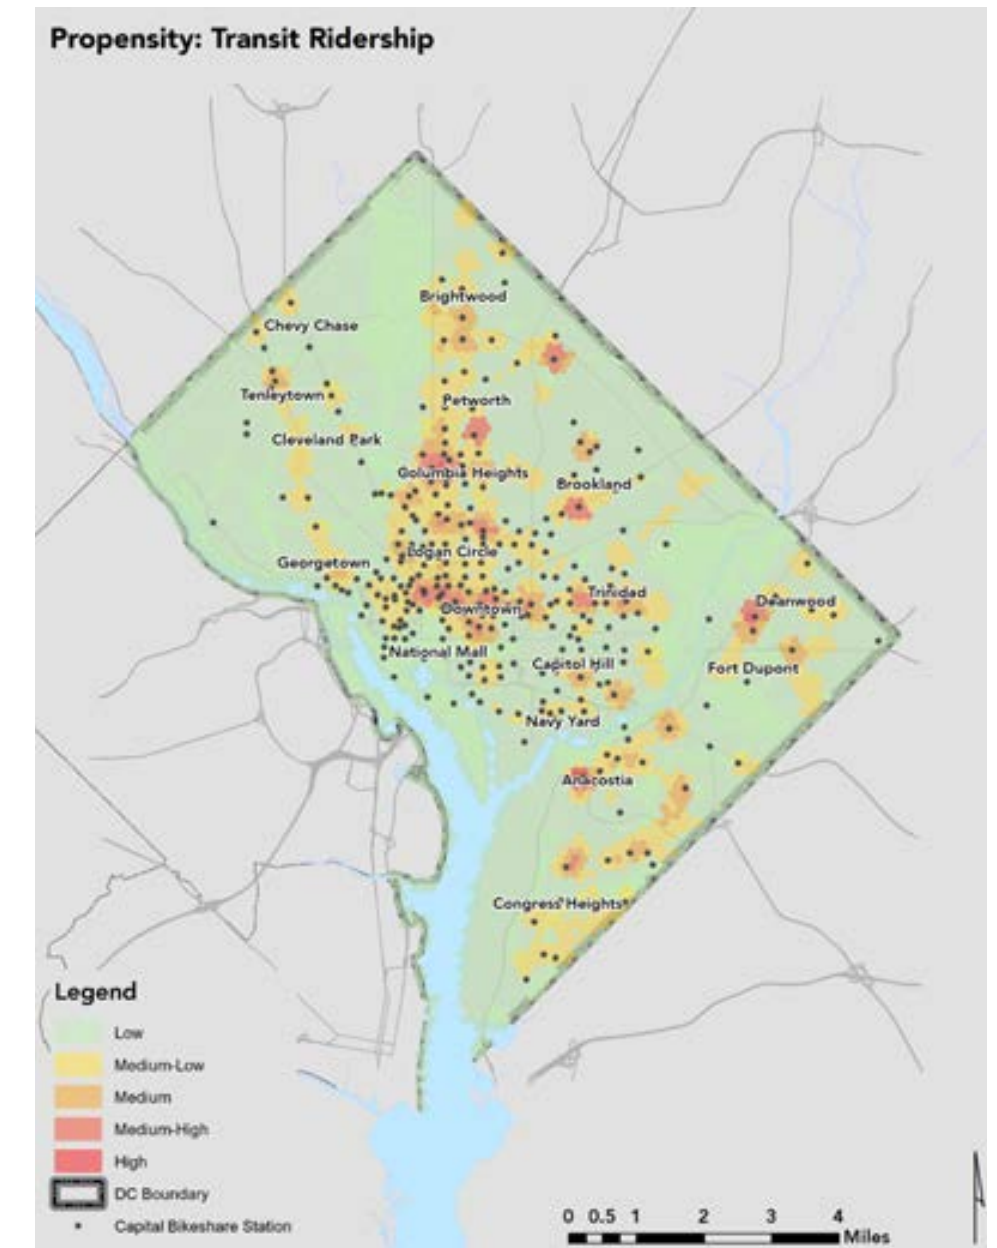 Propensity: Transit Ridership
Brightwood
Chevy Chase
Tenleytown
Petworth
Cleveland Park
Columbia Heights
Brookland
Logan Circle
Georgetown
Trinidad
Deanwood
Downtown
National Mall
Capitol Hill
Fort Dupont
Navy Yard
Anacostia
Congress Heights
Legend
Low
Medium-Low
Medium
Medium-High
High
DC Boundary
Capital Bikeshare Station
0 0.5 1 2 3 4
Miles